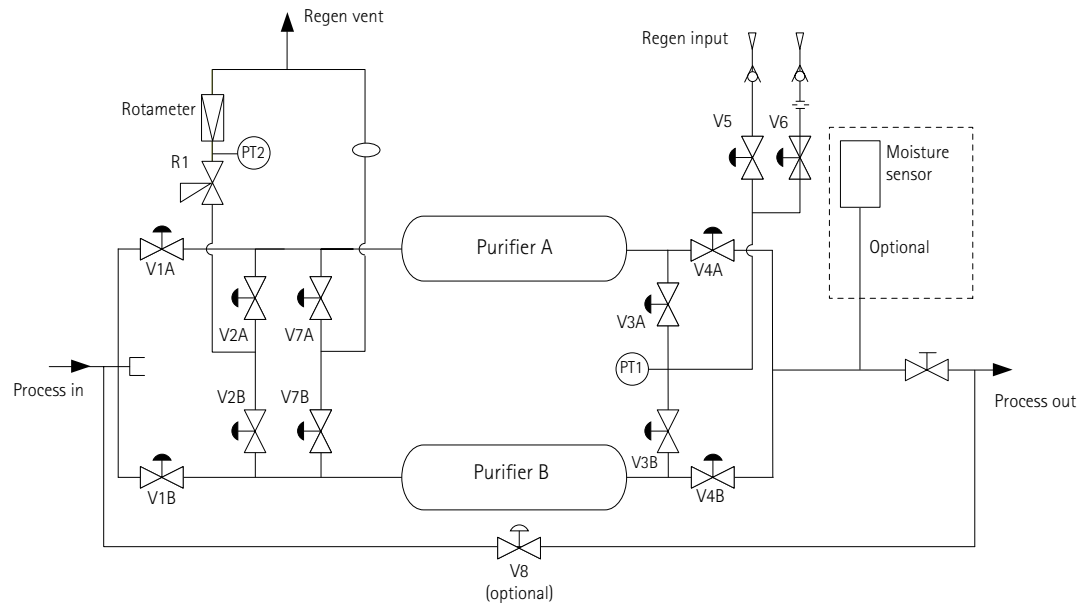 Regen vent
Regen input
Rotameter
V5
V6
R1
PT2
Moisture
sensor
Purifier A
Optional
V1A
V4A
V2A
V7A
V3A
PT1
Process in
Process out
V2B
V7B
V3B
Purifier B
V1B
V4B
V8
(optional)